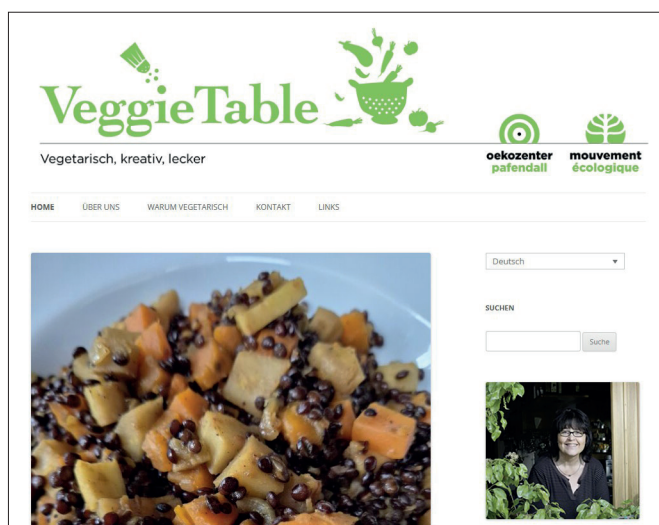 VeggieTable
Vegetarisch, kreativ, lecker
oekozenter
pafendall
mouvement
écologique
HOME ÜBER UNS WARUM VEGETARISCH KONTAKT LINKS
Deutsch
SUCHEN
Suche